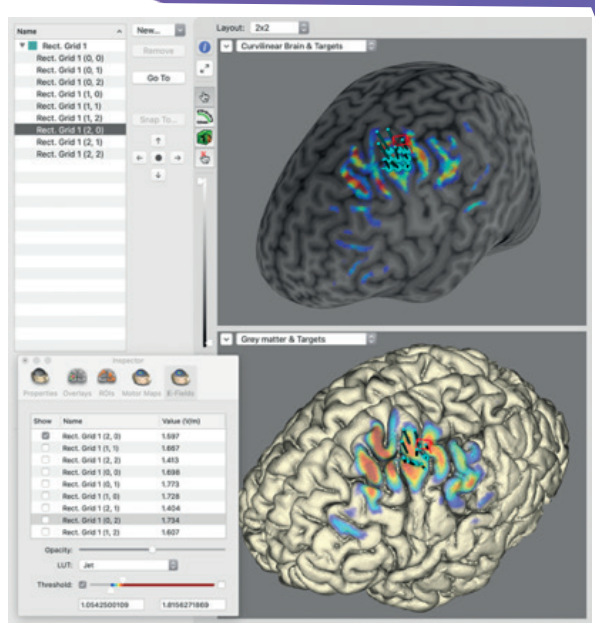 Name
New...
Layout: 2x2
Rect. Grid 1
Remove
Curvilinear Brain & Targets
Rect. Grid 1 (0, 0)
Rect. Grid 1 (0, 1)
Rect. Grid 1 (0, 2)
Go To
Rect. Grid 1 (1, 0)
Rect. Grid 1 (1, 1)
Rect. Grid 1 (1, 2)
Snap To...
Rect. Grid 1 (2, 0)
Rect. Grid 1 (2, 1)
Rect. Grid 1 (2, 2)
Grey matter & Targets
Inspector
Properties Overlays ROIs Motor Maps E-Fields
Show Name Value (V/m)
Rect. Grid 1 (2, 0) 1.597
Rect. Grid 1 (1, 1) 1.667
Rect. Grid 1 (2, 2) 1.413
Rect. Grid 1 (0, 0) 1.698
Rect. Grid 1 (0, 1) 1.773
Rect. Grid 1 (1, 0) 1.728
Rect. Grid 1 (2, 1) 1.404
Rect. Grid 1 (0, 2) 1.734
Rect. Grid 1 (1, 2) 1.607
Opacity:
LUT: Jet
Threshold:
1.0542500109 1.8156271869